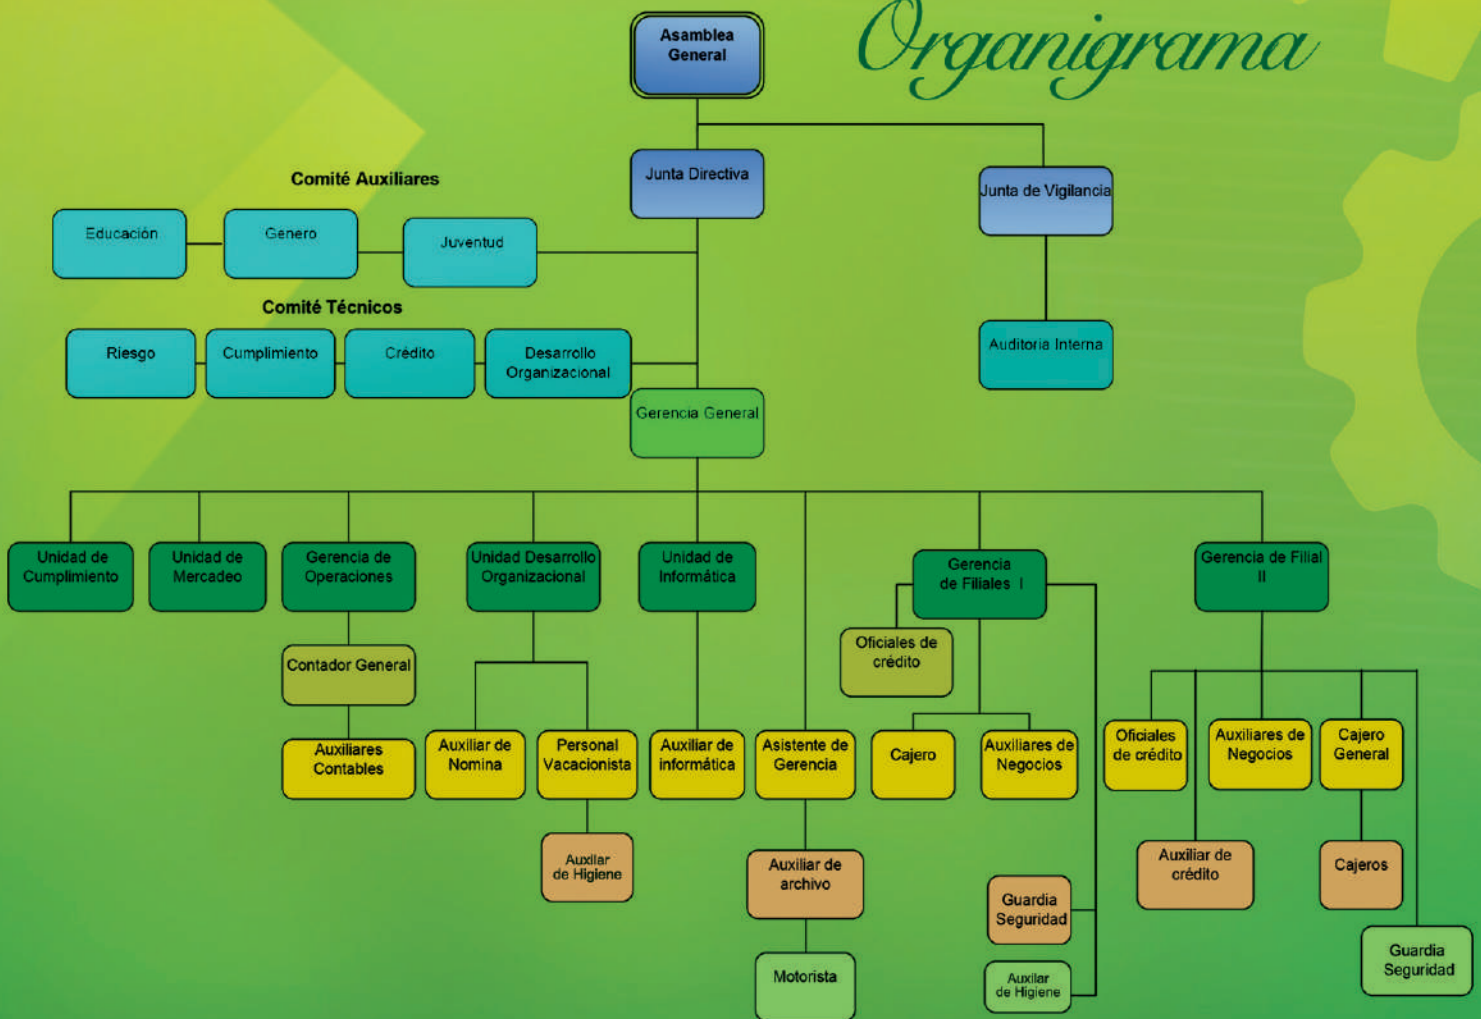 Organigrama
Asamblea
General
Junta Directiva
Junta de Vigilancia
Comité Auxiliares
Educación
Genero
Juventud
Comité Técnicos
Riesgo
Cumplimiento
Crédito
Desarrollo
Organizacional
Auditoria Interna
Gerencia General
Unidad de
Cumplimiento
Unidad de
Mercadeo
Gerencia de
Operaciones
Unidad Desarrollo
Organizacional
Unidad de
Informática
Gerencia
de Filiales I
Gerencia de Filial
II
Contador General
Oficiales de
crédito
Auxiliares
Contables
Auxiliar de
Nomina
Personal
Vacacionista
Auxiliar de
informática
Asistente de
Gerencia
Cajero
Auxiliares de
Negocios
Oficiales
de crédito
Auxiliares de
Negocios
Cajero
General
Auxilar
de Higiene
Auxiliar de
archivo
Guardia
Seguridad
Auxiliar de
crédito
Cajeros
Motorista
Auxilar
de Higiene
Guardia
Seguridad